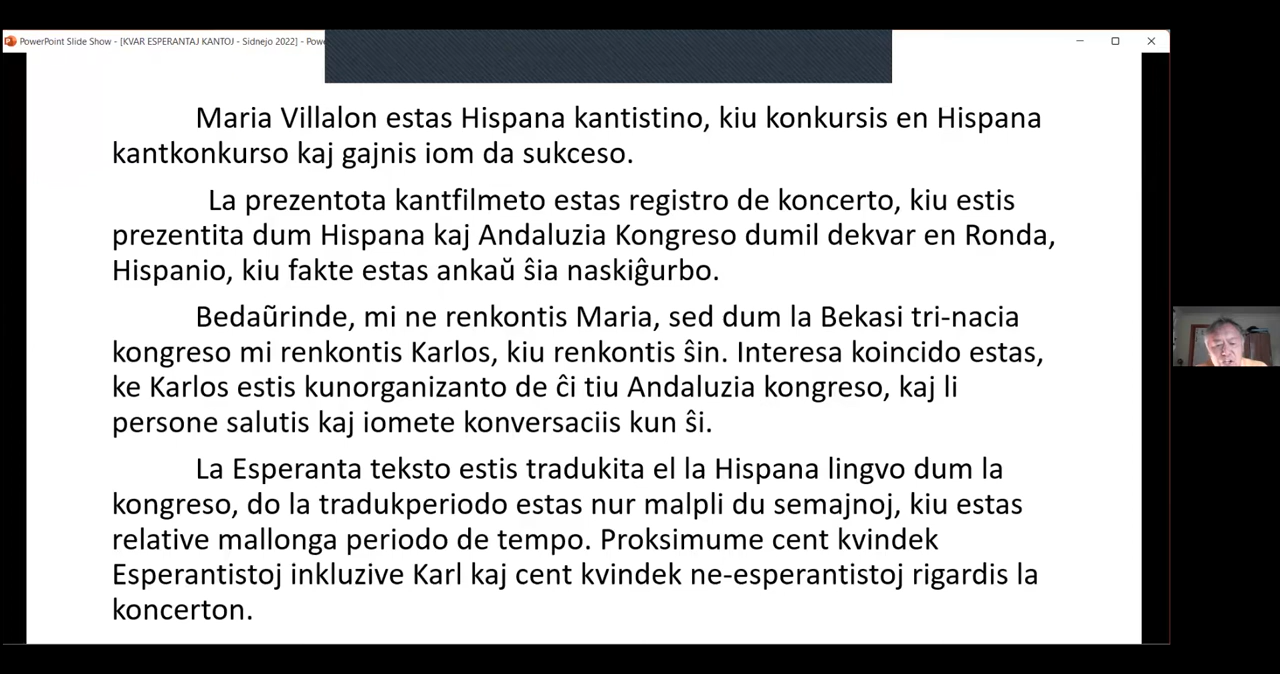 PowerPoint Slide Show - [KVAR ESPERANTAJ KANTOJ - Sidnejo 2022] - Powe
Maria Villalon estas Hispana kantistino, kiu konkursis en Hispana
kantkonkurso kaj gajnis iom da sukceso.
La prezentota kantfilmeto estas registro de koncerto, kiu estis
prezentita dum Hispana kaj Andaluzia Kongreso dumil dekvar en Ronda,
Hispanio, kiu fakte estas ankaŭ ŝia naskiĝurbo.
Bedaũrinde, mi ne renkontis Maria, sed dum la Bekasi tri-nacia
kongreso mi renkontis Karlos, kiu renkontis ŝin. Interesa koincido estas,
ke Karlos estis kunorganizanto de ĉi tiu Andaluzia kongreso, kaj li
persone salutis kaj iomete konversaciis kun ŝi.
La Esperanta teksto estis tradukita el la Hispana lingvo dum la
kongreso, do la tradukperiodo estas nur malpli du semajnoj, kiu estas
relative mallonga periodo de tempo. Proksimume cent kvindek
Esperantistoj inkluzive Karl kaj cent kvindek ne-esperantistoj rigardis la
koncerton.